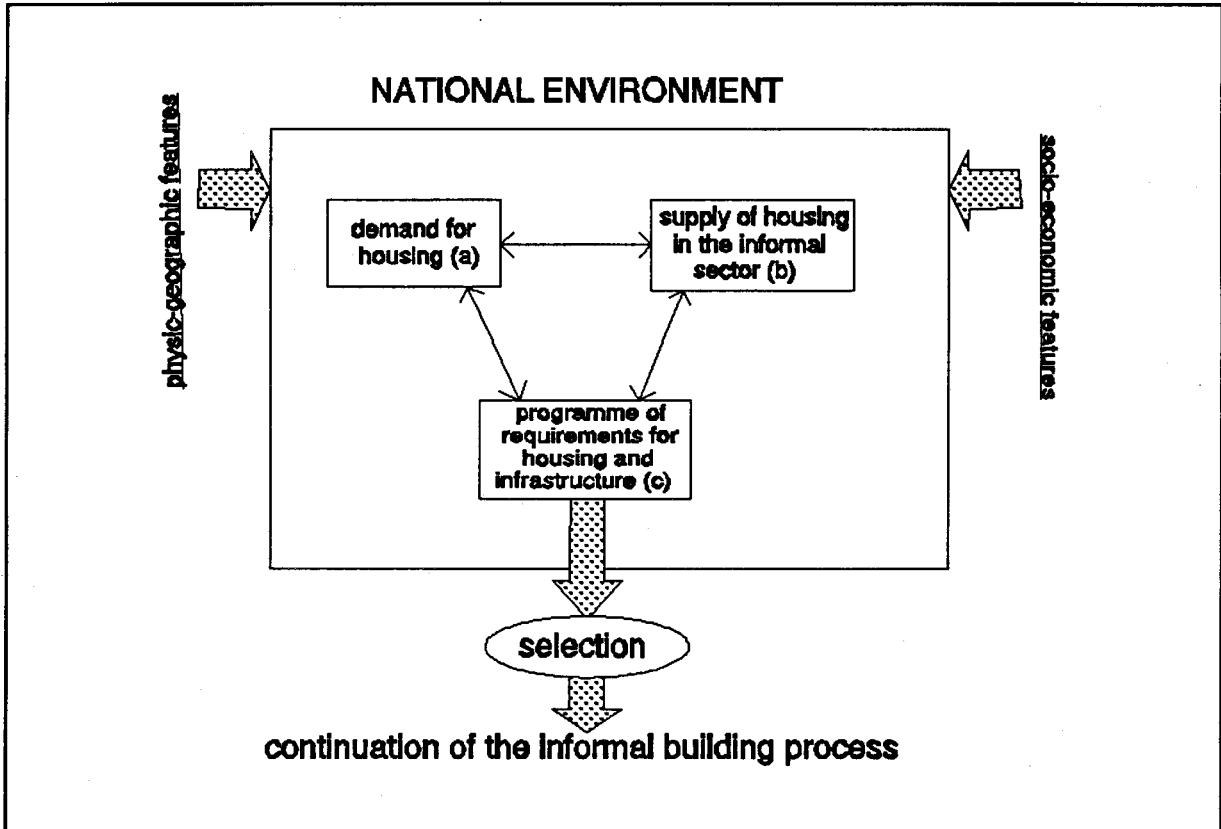 NATIONAL ENVIRONMENT
physic-geographic features
socio-economic features
demand for
housing (a)
supply of housing
in the informal
sector (b)
programme of
requirements for
housing and
infrastructure (c)
selection
continuation of the informal building process